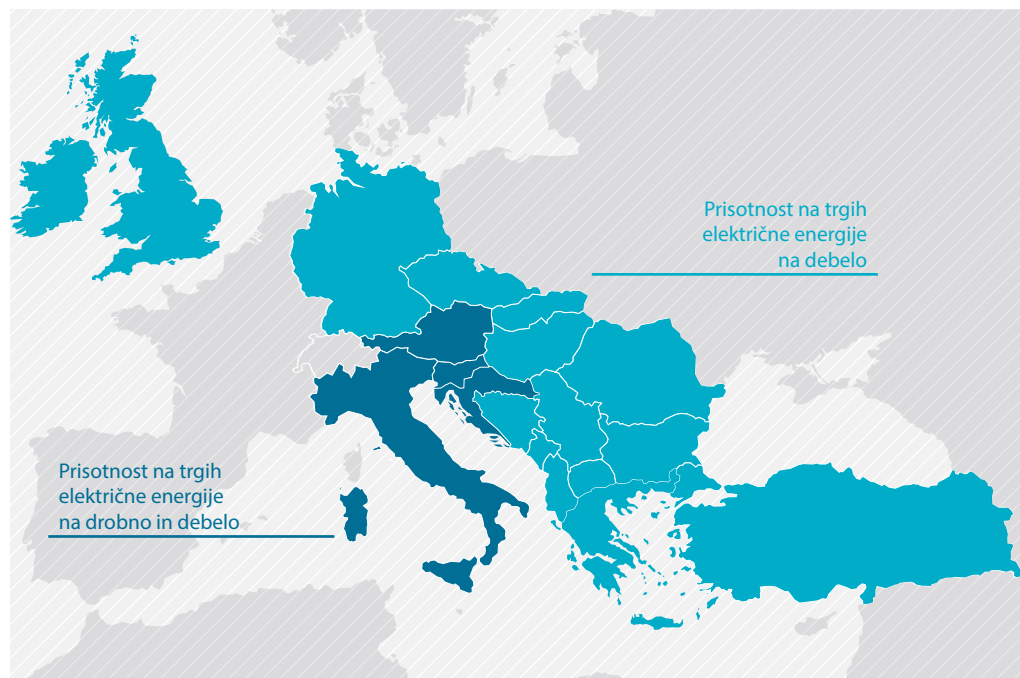 Prisotnost na trgih
električne energije
na debelo
Prisotnost na trgih
električne energije
na drobno in debelo